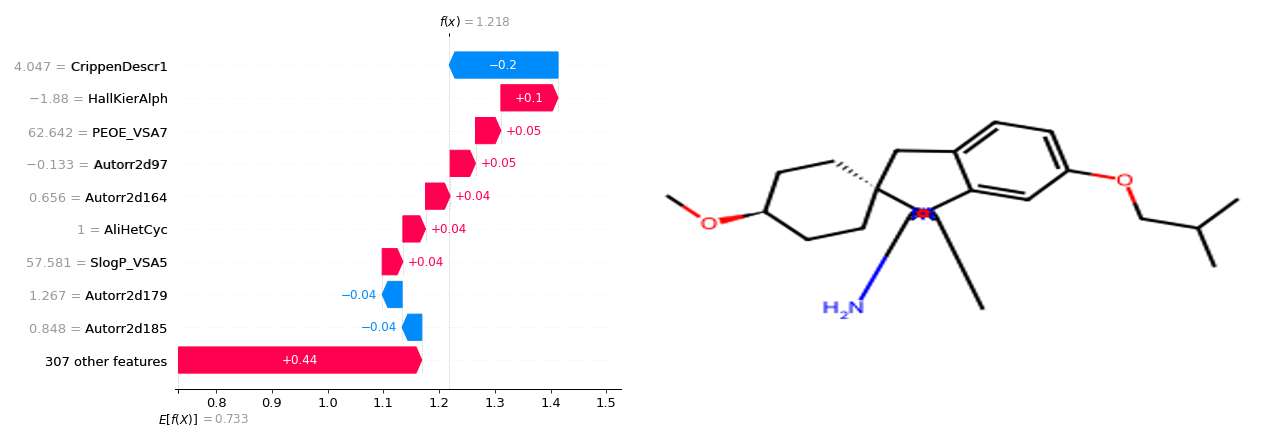 f(x) = 1.218
4.047 = CrippenDescr1 −0.2
−1.88 = HallKierAlph +0.1
62.642 = PEOE_VSA7 +0.05
−0.133 = Autorr2d97 +0.05
0.656 = Autorr2d164 +0.04
1 = AliHetCyc +0.04
57.581 = SlogP_VSA5 +0.04
1.267 = Autorr2d179 −0.04
0.848 = Autorr2d185 −0.04
307 other features +0.44
0.8 0.9 1.0 1.1 1.2 1.3 1.4 1.5
E[f(X)] = 0.733
O
O
H₂N